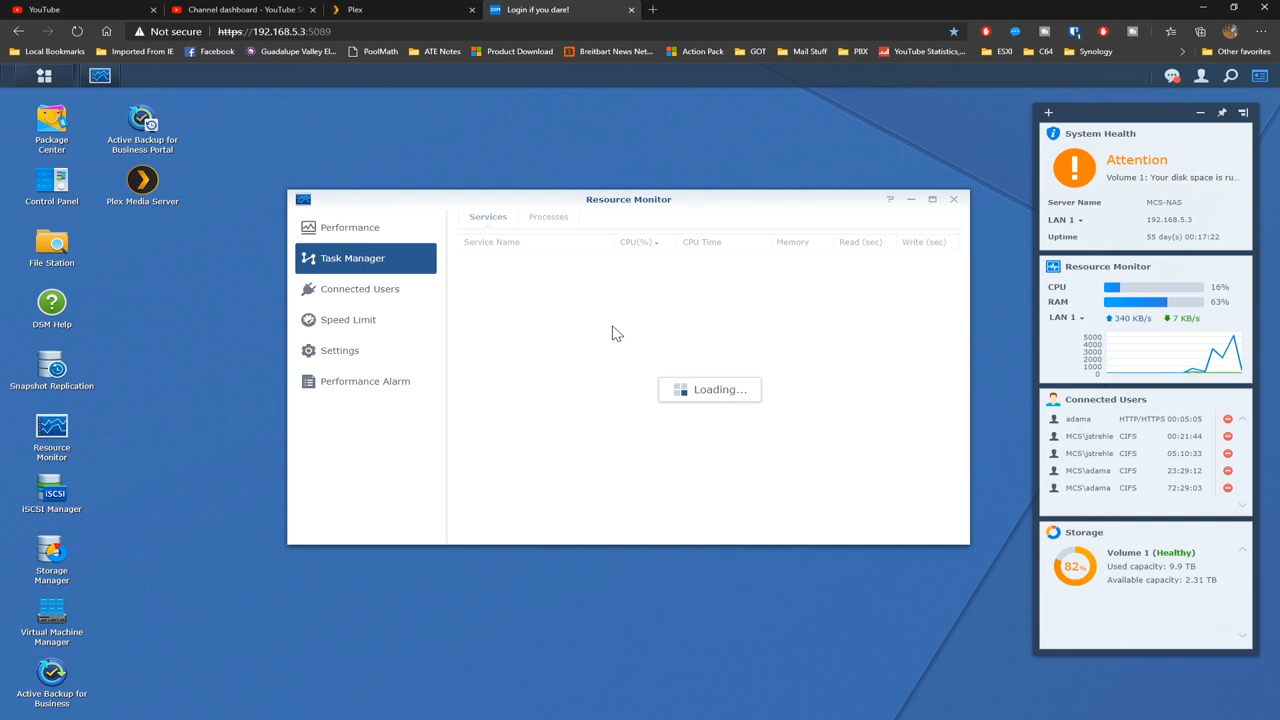 YouTube
Channel dashboard - YouTube S
Plex
Login if you dare!
Not secure
https://192.168.5.3:5089
Local Bookmarks
Imported From IE
Facebook
Guadalupe Valley El...
PoolMath
ATE Notes
Product Download
Breitbart News Net...
Action Pack
GOT
Mail Stuff
PBX
YouTube Statistics,...
ESXI
C64
Synology
Other favorites
Package
Center
Active Backup for
Business Portal
Control Panel
Plex Media Server
File Station
DSM Help
Snapshot Replication
Resource
Monitor
iSCSI
iSCSI Manager
Storage
Manager
Virtual Machine
Manager
Active Backup for
Business
Resource Monitor
Performance
Task Manager
Connected Users
Speed Limit
Settings
Performance Alarm
Services Processes
Service Name CPU(%) CPU Time Memory Read (sec) Write (sec)
Loading...
System Health
Attention
Volume 1: Your disk space is ru...
Server Name MCS-NAS
LAN 1 192.168.5.3
Uptime 55 day(s) 00:17:22
Resource Monitor
CPU 16%
RAM 63%
LAN 1 340 KB/s 7 KB/s
5000
4000
3000
2000
1000
0
Connected Users
adama HTTP/HTTPS 00:05:05
MCS\jstrehle CIFS 00:21:44
MCS\jstrehle CIFS 05:10:33
MCS\adama CIFS 23:29:12
MCS\adama CIFS 72:29:03
Storage
82%
Volume 1 (Healthy)
Used capacity: 9.9 TB
Available capacity: 2.31 TB